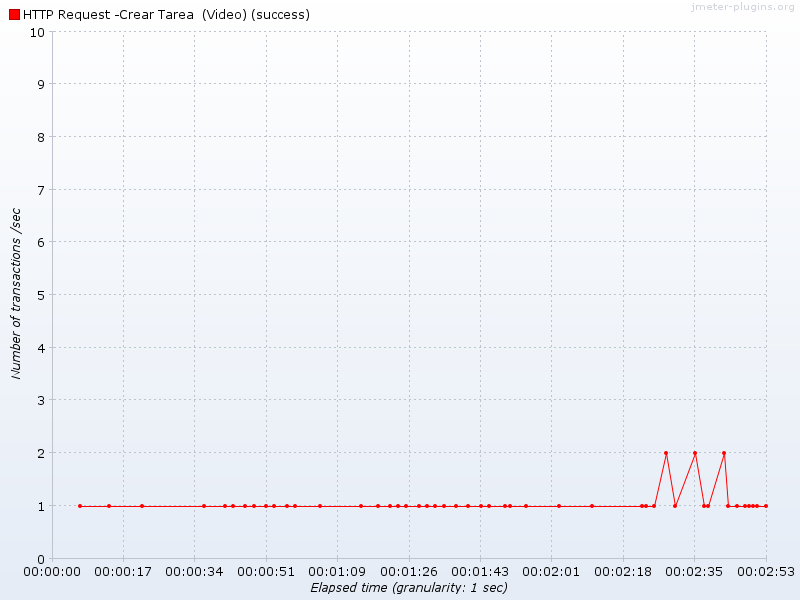 jmeter-plugins.org
HTTP Request -Crear Tarea  (Video) (success)
10
9
8
7
6
5
4
3
2
1
0
Number of transactions /sec
00:00:00 00:00:17 00:00:34 00:00:51 00:01:09 00:01:26 00:01:43 00:02:01 00:02:18 00:02:35 00:02:53
Elapsed time (granularity: 1 sec)